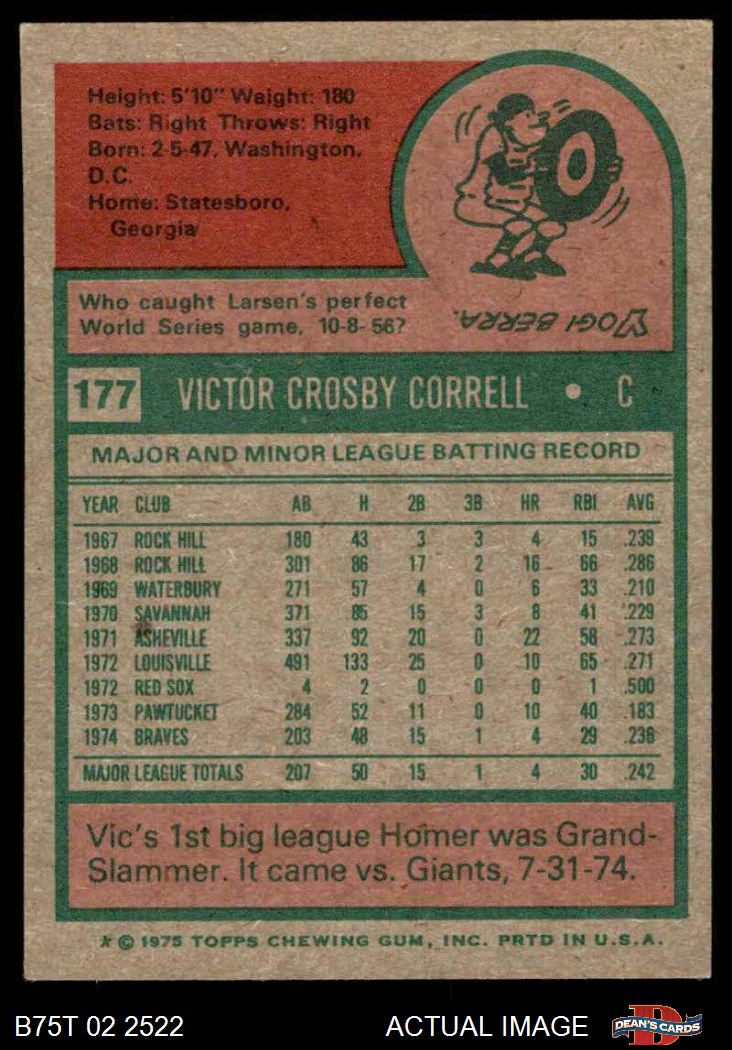 Height: 5'10" Weight: 180
Bats: Right Throws: Right
Born: 2-5-47, Washington,
D.C.
Home: Statesboro,
Georgia
Who caught Larsen's perfect
World Series game, 10-8-56?
YOGI BERRA.
177 VICTOR CROSBY CORRELL • C
MAJOR AND MINOR LEAGUE BATTING RECORD
YEAR CLUB AB H 2B 3B HR RBI AVG
1967 ROCK HILL 180 43 3 3 4 15 .239
1968 ROCK HILL 301 86 17 2 16 66 .286
1969 WATERBURY 271 57 4 0 6 33 .210
1970 SAVANNAH 371 85 15 3 8 41 .229
1971 ASHEVILLE 337 92 20 0 22 58 .273
1972 LOUISVILLE 491 133 25 0 10 65 .271
1972 RED SOX 4 2 0 0 0 1 .500
1973 PAWTUCKET 284 52 11 0 10 40 .183
1974 BRAVES 203 48 15 1 4 29 .236
MAJOR LEAGUE TOTALS 207 50 15 1 4 30 .242
Vic's 1st big league Homer was Grand-
Slammer. It came vs. Giants, 7-31-74.
* © 1975 TOPPS CHEWING GUM, INC. PRTD IN U.S.A.
B75T 02 2522 ACTUAL IMAGE D DEAN'S CARDS